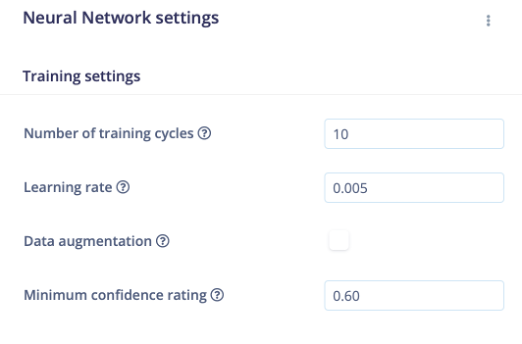 Neural Network settings
Training settings
Number of training cycles
10
Learning rate
0.005
Data augmentation
Minimum confidence rating
0.60